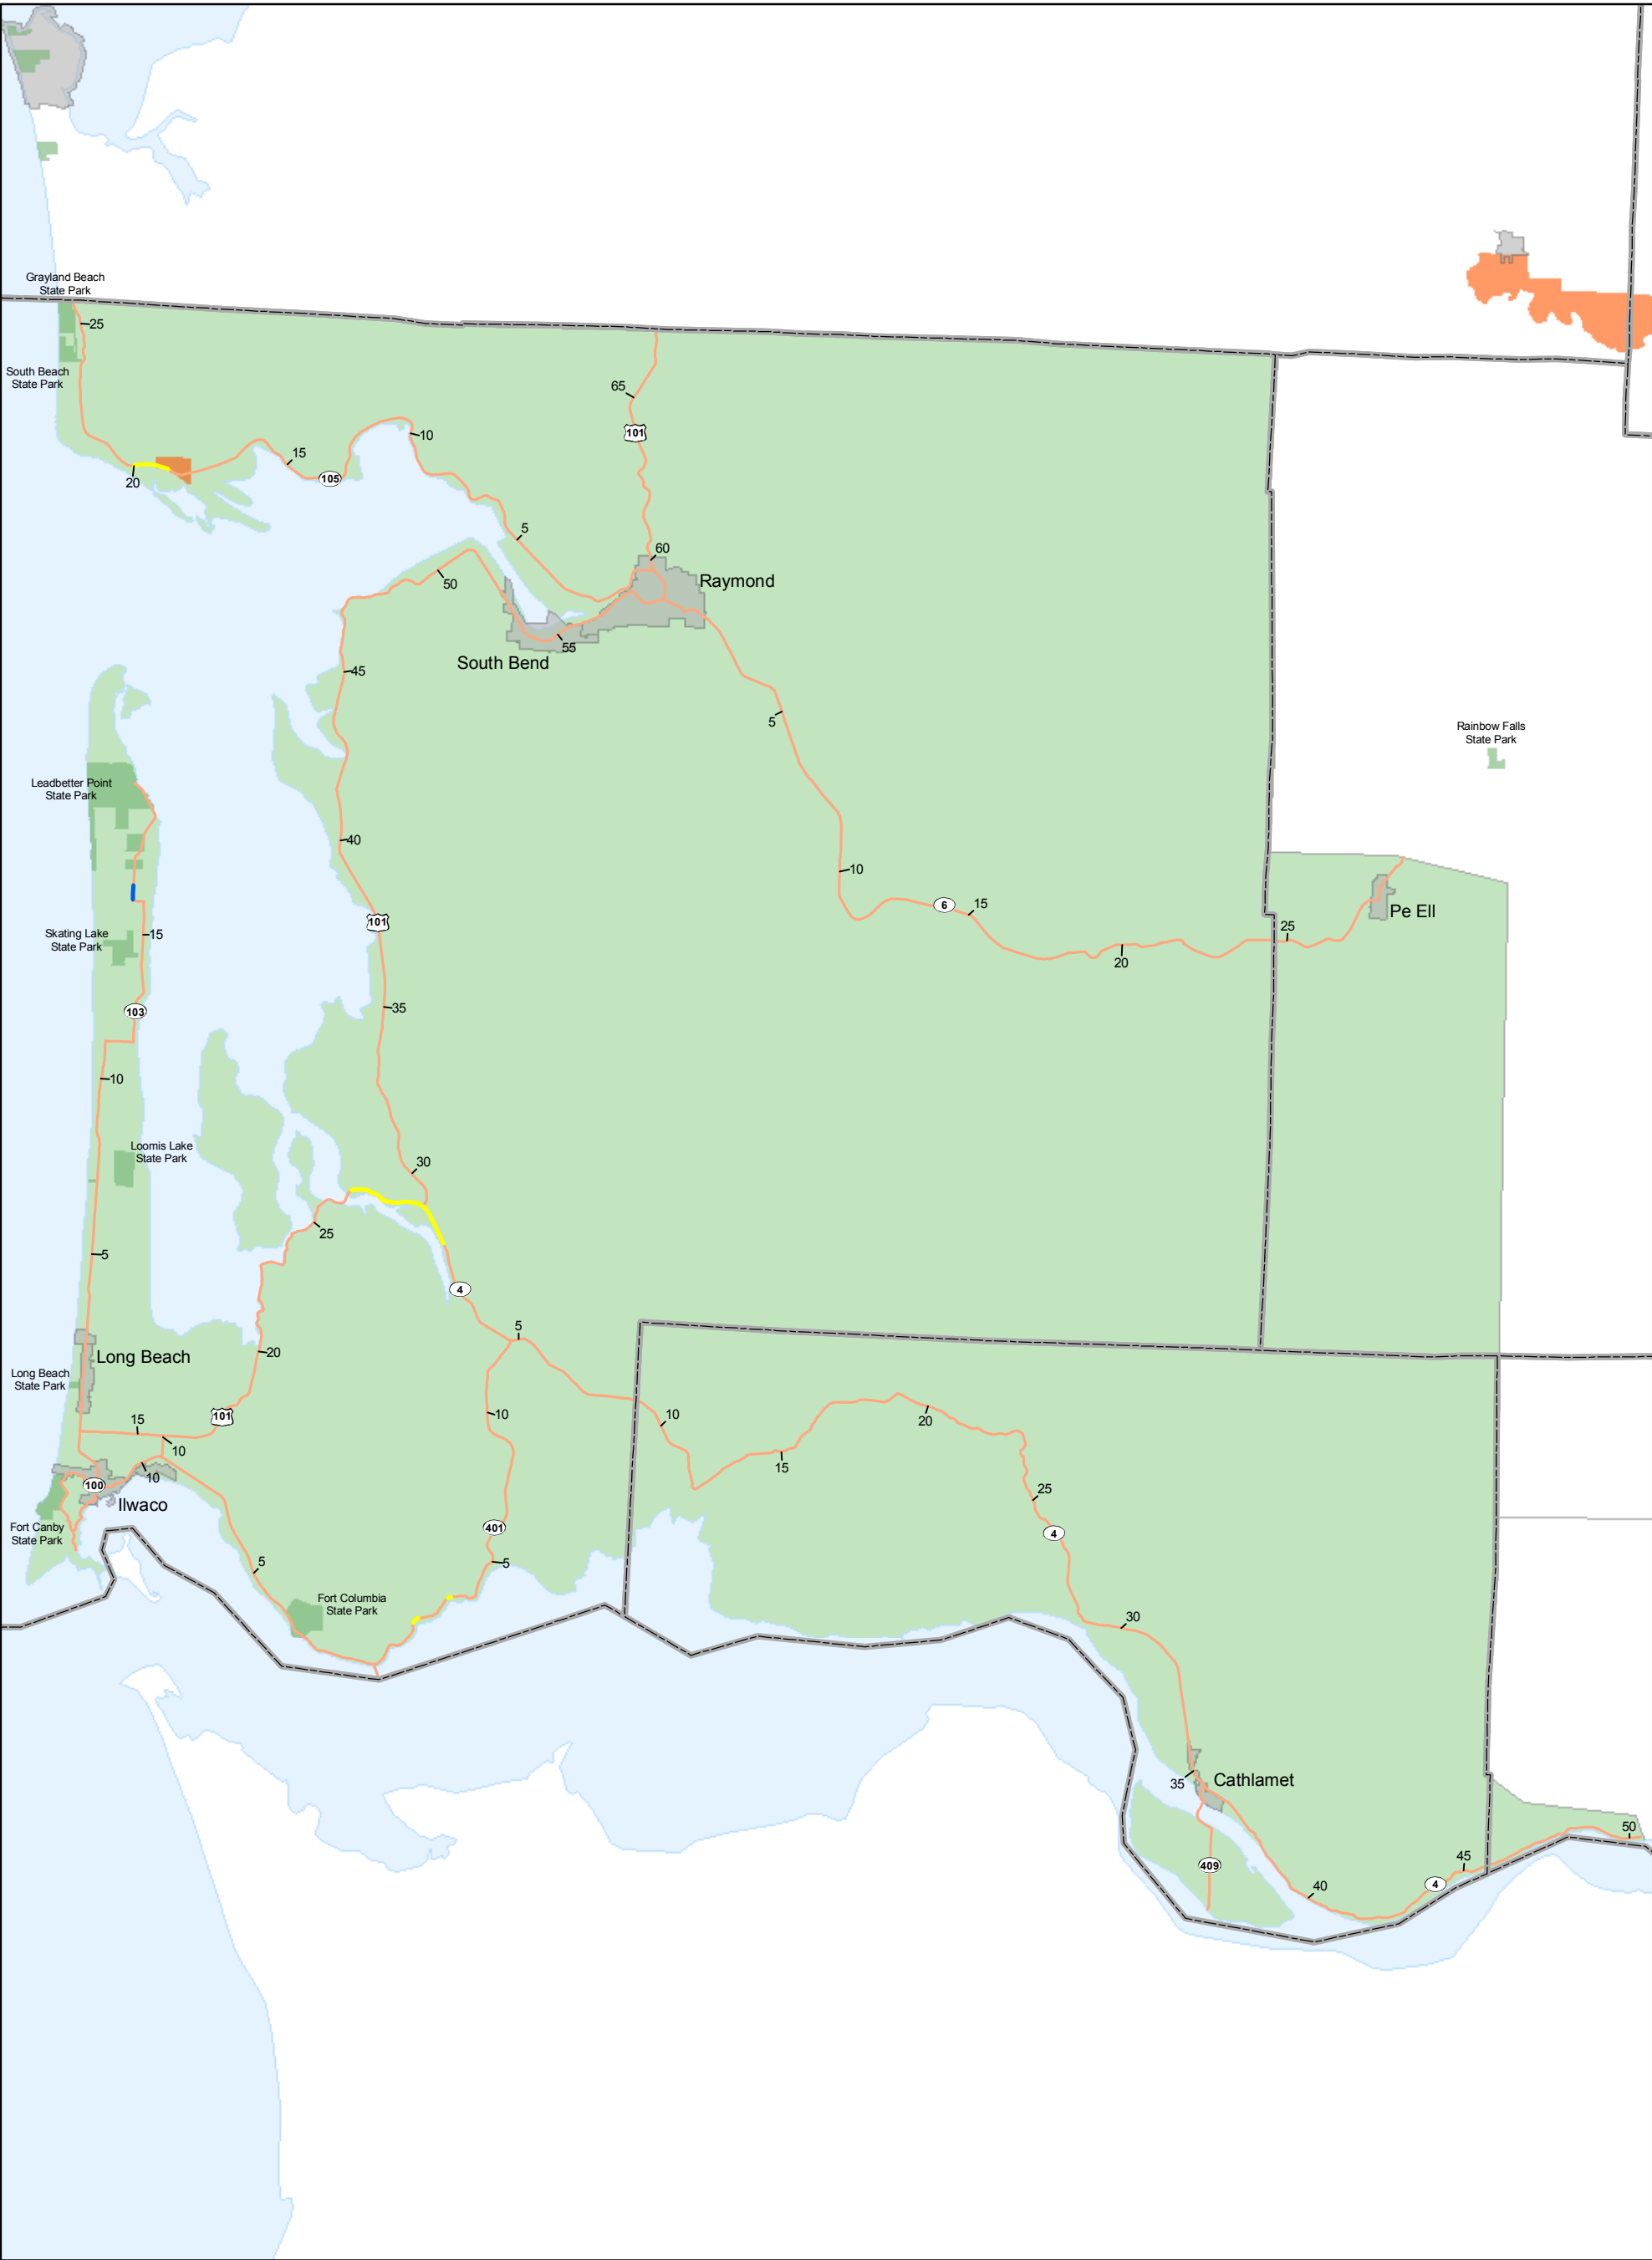 Grayland Beach
State Park
25
South Beach
State Park
65
101
10
15
105
20
5
60
50
Raymond
55
South Bend
45
5
Rainbow Falls
State Park
Leadbetter Point
State Park
40
10
6
15
101
Pe Ell
25
Skating Lake
State Park
15
20
35
103
10
Loomis Lake
State Park
30
25
5
4
5
20
Long Beach
Long Beach
State Park
101
10
10
20
15
10
15
10
100
25
Ilwaco
401
4
Fort Canby
State Park
5
5
Fort Columbia
State Park
30
35
Cathlamet
50
409
45
4
40